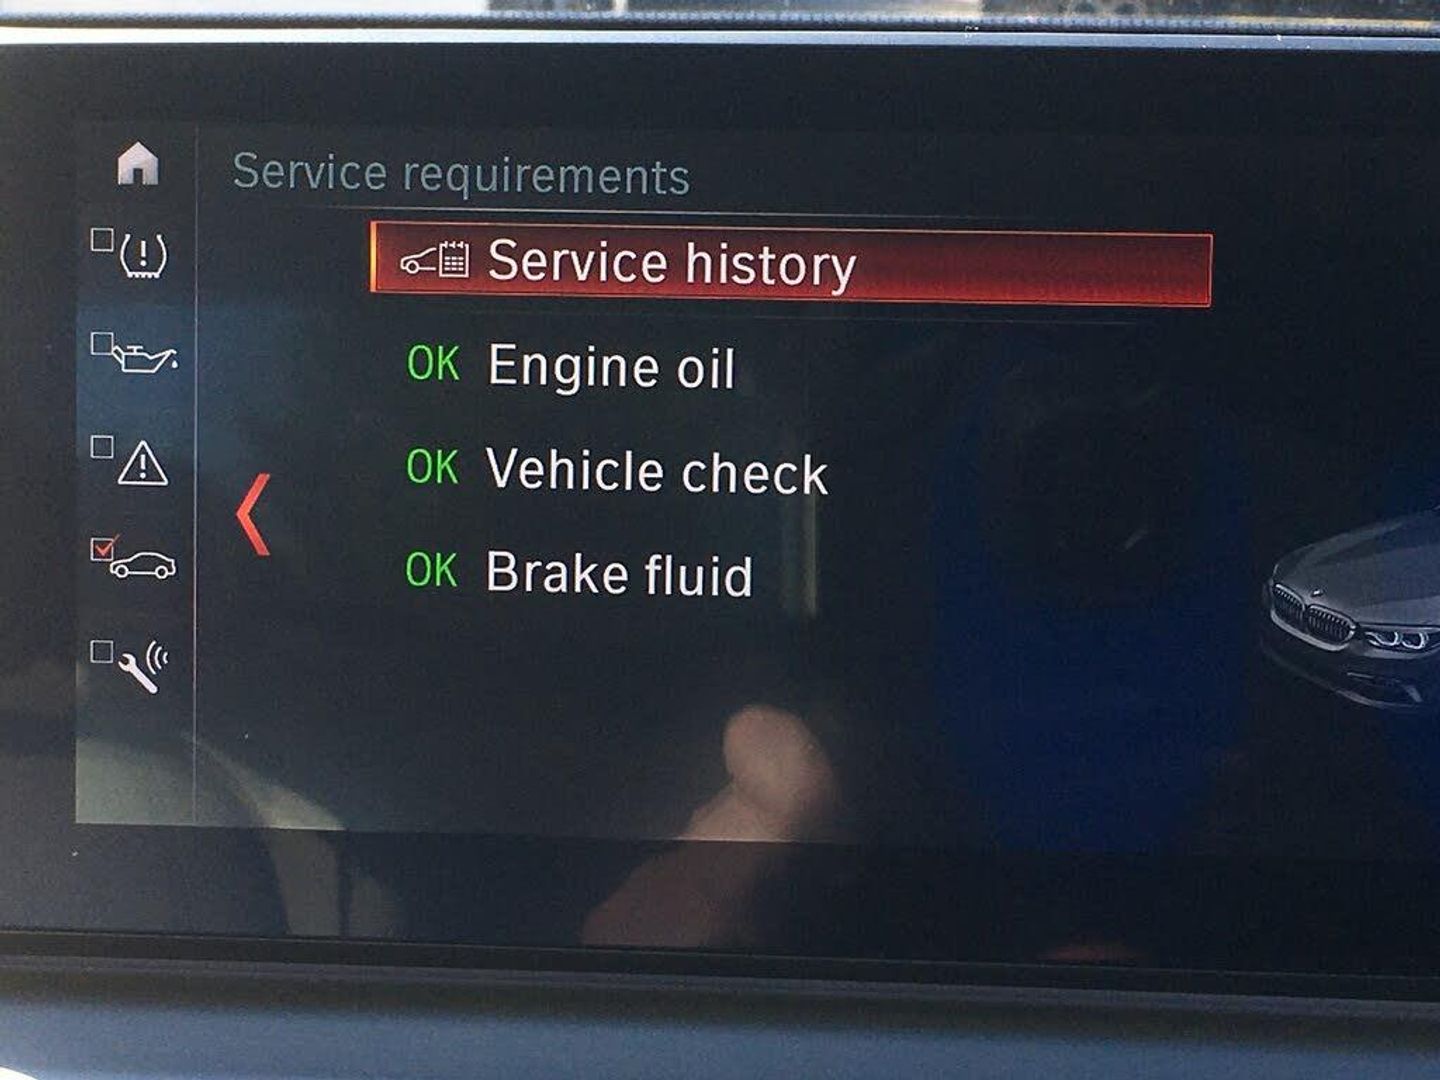 Service requirements
Service history
OK Engine oil
OK Vehicle check
OK Brake fluid